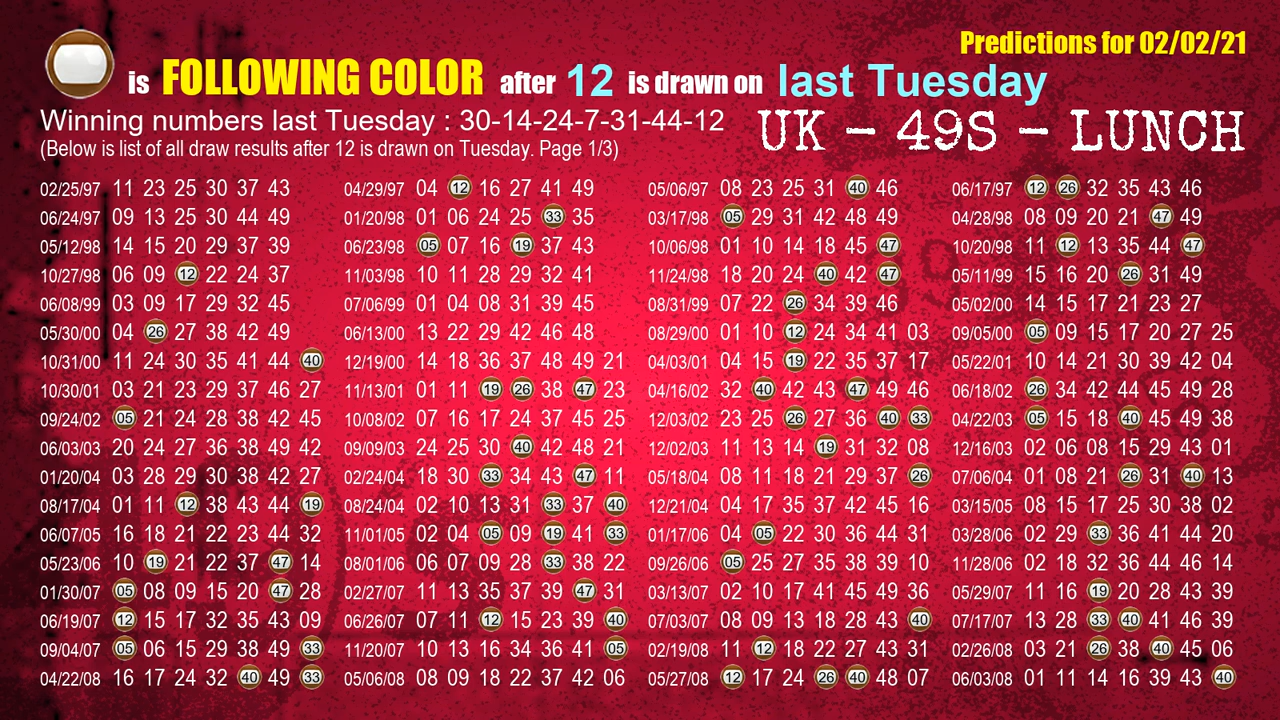 Predictions for 02/02/21
is FOLLOWING COLOR after 12 is drawn on last Tuesday
Winning numbers last Tuesday : 30-14-24-7-31-44-12
UK - 49S - LUNCH
(Below is list of all draw results after 12 is drawn on Tuesday. Page 1/3)
02/25/97 11 23 25 30 37 43 04/29/97 04 12 16 27 41 49 05/06/97 08 23 25 31 40 46 06/17/97 12 26 32 35 43 46
06/24/97 09 13 25 30 44 49 01/20/98 01 06 24 25 33 35 03/17/98 05 29 31 42 48 49 04/28/98 08 09 20 21 47 49
05/12/98 14 15 20 29 37 39 06/23/98 05 07 16 19 37 43 10/06/98 01 10 14 18 45 47 10/20/98 11 12 13 35 44 47
10/27/98 06 09 12 22 24 37 11/03/98 10 11 28 29 32 41 11/24/98 18 20 24 40 42 47 05/11/99 15 16 20 26 31 49
06/08/99 03 09 17 29 32 45 07/06/99 01 04 08 31 39 45 08/31/99 07 22 26 34 39 46 05/02/00 14 15 17 21 23 27
05/30/00 04 26 27 38 42 49 06/13/00 13 22 29 42 46 48 08/29/00 01 10 12 24 34 41 03 09/05/00 05 09 15 17 20 27 25
10/31/00 11 24 30 35 41 44 40 12/19/00 14 18 36 37 48 49 21 04/03/01 04 15 19 22 35 37 17 05/22/01 10 14 21 30 39 42 04
10/30/01 03 21 23 29 37 46 27 11/13/01 01 11 19 26 38 47 23 04/16/02 32 40 42 43 47 49 46 06/18/02 26 34 42 44 45 49 28
09/24/02 05 21 24 28 38 42 45 10/08/02 07 16 17 24 37 45 25 12/03/02 23 25 26 27 36 40 33 04/22/03 05 15 18 40 45 49 38
06/03/03 20 24 27 36 38 49 42 09/09/03 24 25 30 40 42 48 21 12/02/03 11 13 14 19 31 32 08 12/16/03 02 06 08 15 29 43 01
01/20/04 03 28 29 30 38 42 27 02/24/04 18 30 33 34 43 47 11 05/18/04 08 11 18 21 29 37 26 07/06/04 01 08 21 26 31 40 13
08/17/04 01 11 12 38 43 44 19 08/24/04 02 10 13 31 33 37 40 12/21/04 04 17 35 37 42 45 16 03/15/05 08 15 17 25 30 38 02
06/07/05 16 18 21 22 23 44 32 11/01/05 02 04 05 09 19 41 33 01/17/06 04 05 22 30 36 44 31 03/28/06 02 29 33 36 41 44 20
05/23/06 10 19 21 22 37 47 14 08/01/06 06 07 09 28 33 38 22 09/26/06 05 25 27 35 38 39 10 11/28/06 02 18 32 36 44 46 14
01/30/07 05 08 09 15 20 47 28 02/27/07 11 13 35 37 39 47 31 03/13/07 02 10 17 41 45 49 36 05/29/07 11 16 19 20 28 43 39
06/19/07 12 15 17 32 35 43 09 06/26/07 07 11 12 15 23 39 40 07/03/07 08 09 13 18 28 43 40 07/17/07 13 28 33 40 41 46 39
09/04/07 05 06 15 29 38 49 33 11/20/07 10 13 16 34 36 41 05 02/19/08 11 12 18 22 27 43 31 02/26/08 03 21 26 38 40 45 06
04/22/08 16 17 24 32 40 49 33 05/06/08 08 09 18 22 37 42 06 05/27/08 12 17 24 26 40 48 07 06/03/08 01 11 14 16 39 43 40